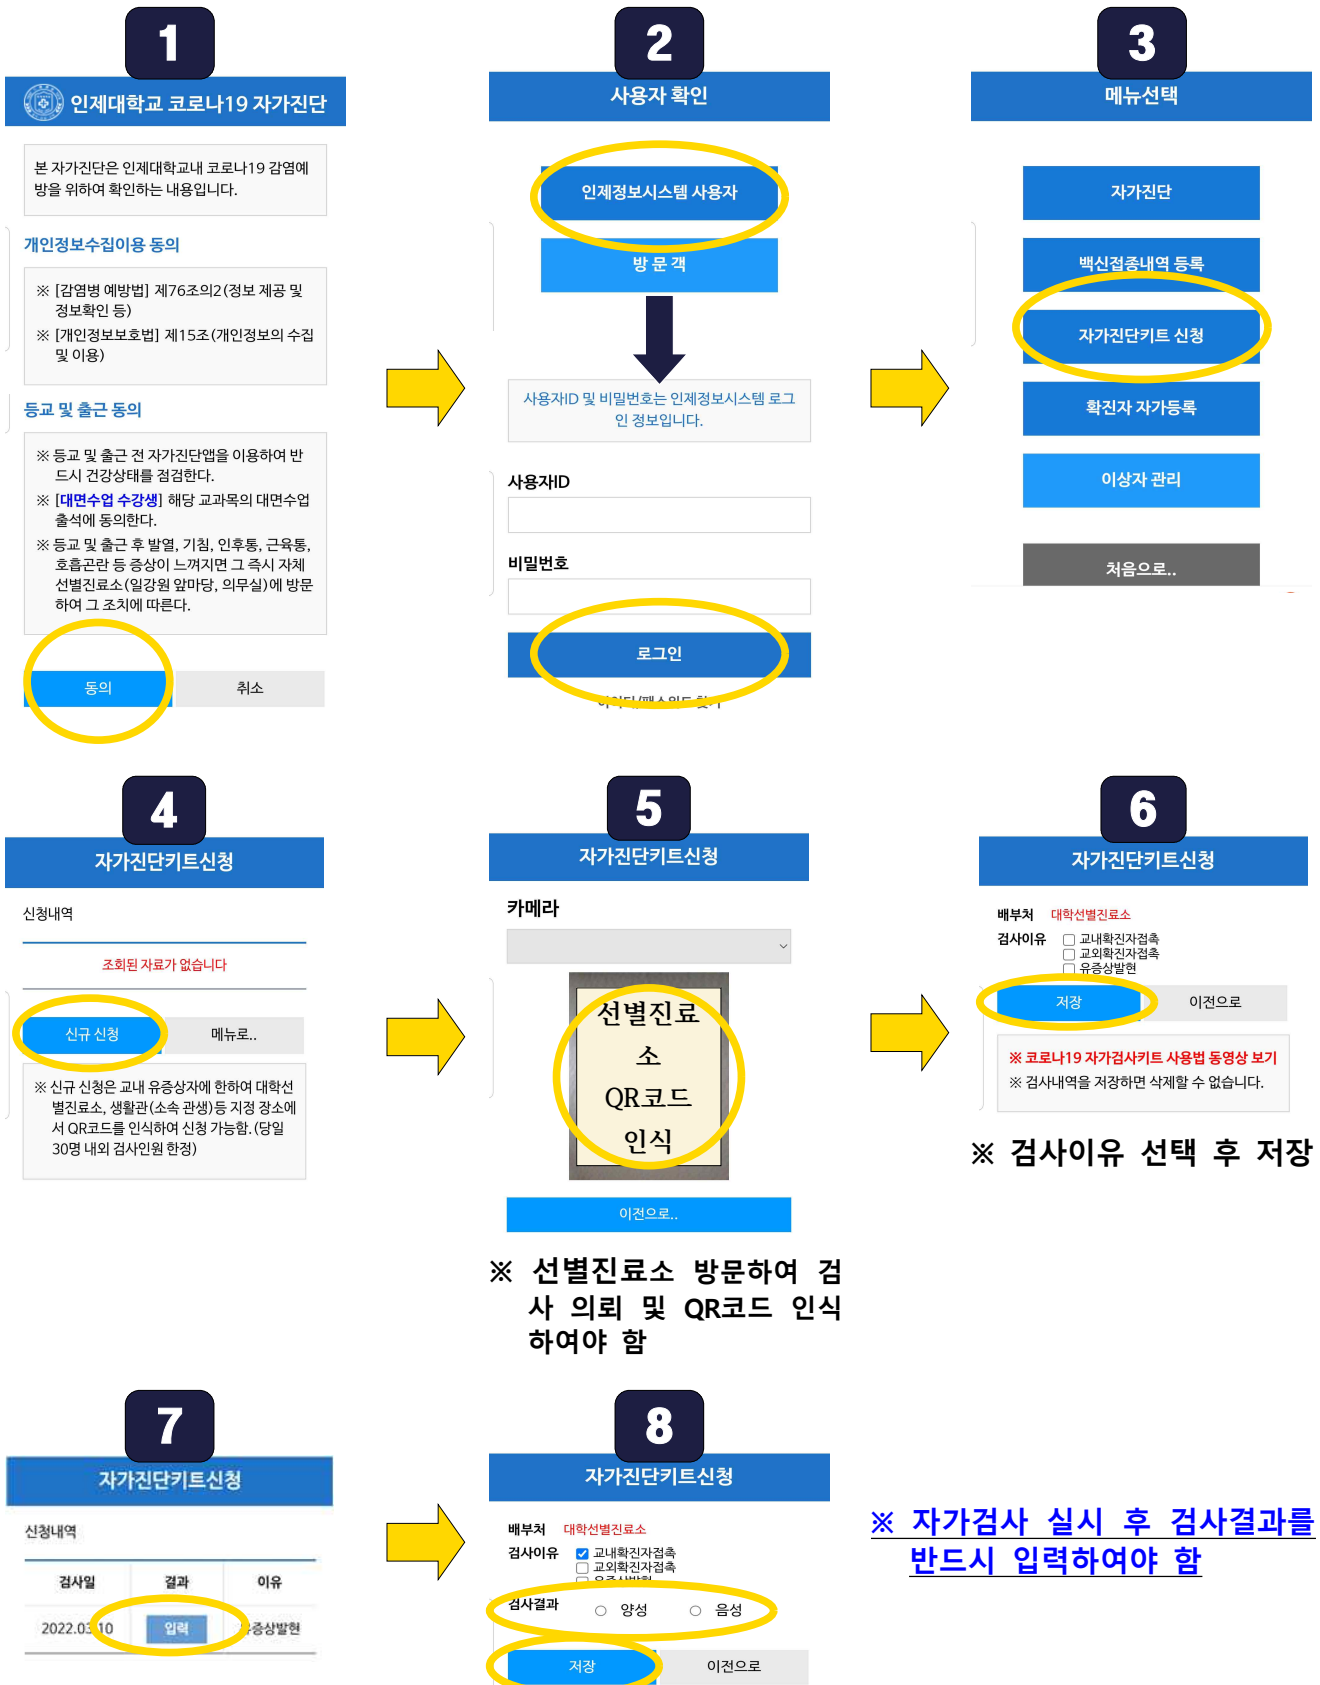 1
인제대학교 코로나19 자가진단
본 자가진단은 인제대학교내 코로나19 감염예
방을 위하여 확인하는 내용입니다.
개인정보수집이용 동의
※ [감염병 예방법] 제76조의2(정보 제공 및
정보확인 등)
※ [개인정보보호법] 제15조(개인정보의 수집
및 이용)
등교 및 출근 동의
※ 등교 및 출근 전 자가진단앱을 이용하여 반
드시 건강상태를 점검한다.
※ [대면수업 수강생] 해당 교과목의 대면수업
출석에 동의한다.
※ 등교 및 출근 후 발열, 기침, 인후통, 근육통,
호흡곤란 등 증상이 느껴지면 그 즉시 자체
선별진료소(일강원 앞마당, 의무실)에 방문
하여 그 조치에 따른다.
동의 취소
2
사용자 확인
인제정보시스템 사용자
방 문 객
사용자ID 및 비밀번호는 인제정보시스템 로그
인 정보입니다.
사용자ID
비밀번호
로그인
3
메뉴선택
자가진단
백신접종내역 등록
자가진단키트 신청
확진자 자가등록
이상자 관리
처음으로..
4
자가진단키트신청
신청내역
조회된 자료가 없습니다
신규 신청 메뉴로..
※ 신규 신청은 교내 유증상자에 한하여 대학선
별진료소, 생활관(소속 관생)등 지정 장소에
서 QR코드를 인식하여 신청 가능함.(당일
30명 내외 검사인원 한정)
5
자가진단키트신청
카메라
선별진료
소
QR코드
인식
이전으로..
※ 선별진료소 방문하여 검
사 의뢰 및 QR코드 인식
하여야 함
6
자가진단키트신청
배부처 대학선별진료소
검사이유 교내확진자접촉
교외확진자접촉
유증상발현
저장 이전으로
※ 코로나19 자가검사키트 사용법 동영상 보기
※ 검사내역을 저장하면 삭제할 수 없습니다.
※ 검사이유 선택 후 저장
7
자가진단키트신청
신청내역
검사일 결과 이유
2022.03.10 입력 유증상발현
8
자가진단키트신청
배부처 대학선별진료소
검사이유 교내확진자접촉
교외확진자접촉
검사결과 양성 음성
저장 이전으로
※ 자가검사 실시 후 검사결과를
반드시 입력하여야 함